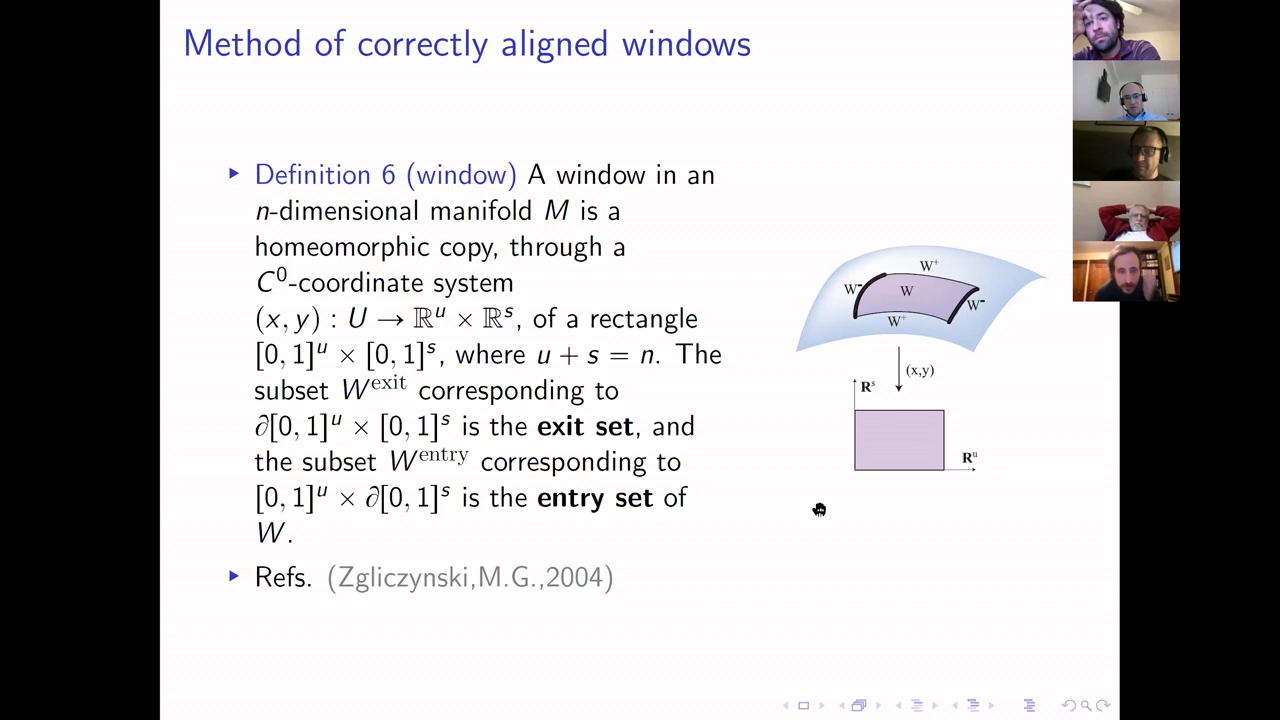 Method of correctly aligned windows
▸ Definition 6 (window) A window in an
n-dimensional manifold M is a
homeomorphic copy, through a
C⁰-coordinate system
(x, y) : U → ℝᵘ × ℝˢ, of a rectangle
[0, 1]ᵘ × [0, 1]ˢ, where u + s = n. The
subset W^exit corresponding to
∂[0, 1]ᵘ × [0, 1]ˢ is the exit set, and
the subset W^entry corresponding to
[0, 1]ᵘ × ∂[0, 1]ˢ is the entry set of
W.
▸ Refs. (Zgliczynski,M.G.,2004)
W⁺
W⁻
W
W⁻
W⁺
(x,y)
Rˢ
Rᵘ